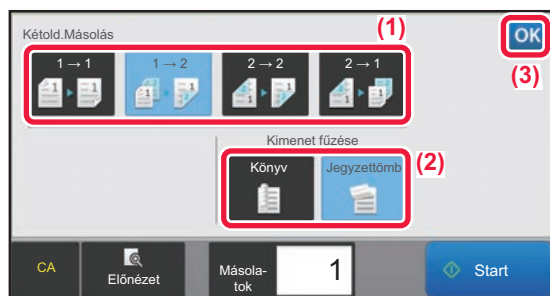 Kétold.Másolás
(1)
OK
(3)
1 → 1
1 → 2
2 → 2
2 → 1
Kimenet fűzése
Könyv
Jegyzettömb
(2)
CA
Előnézet
Másola-
tok
1
Start